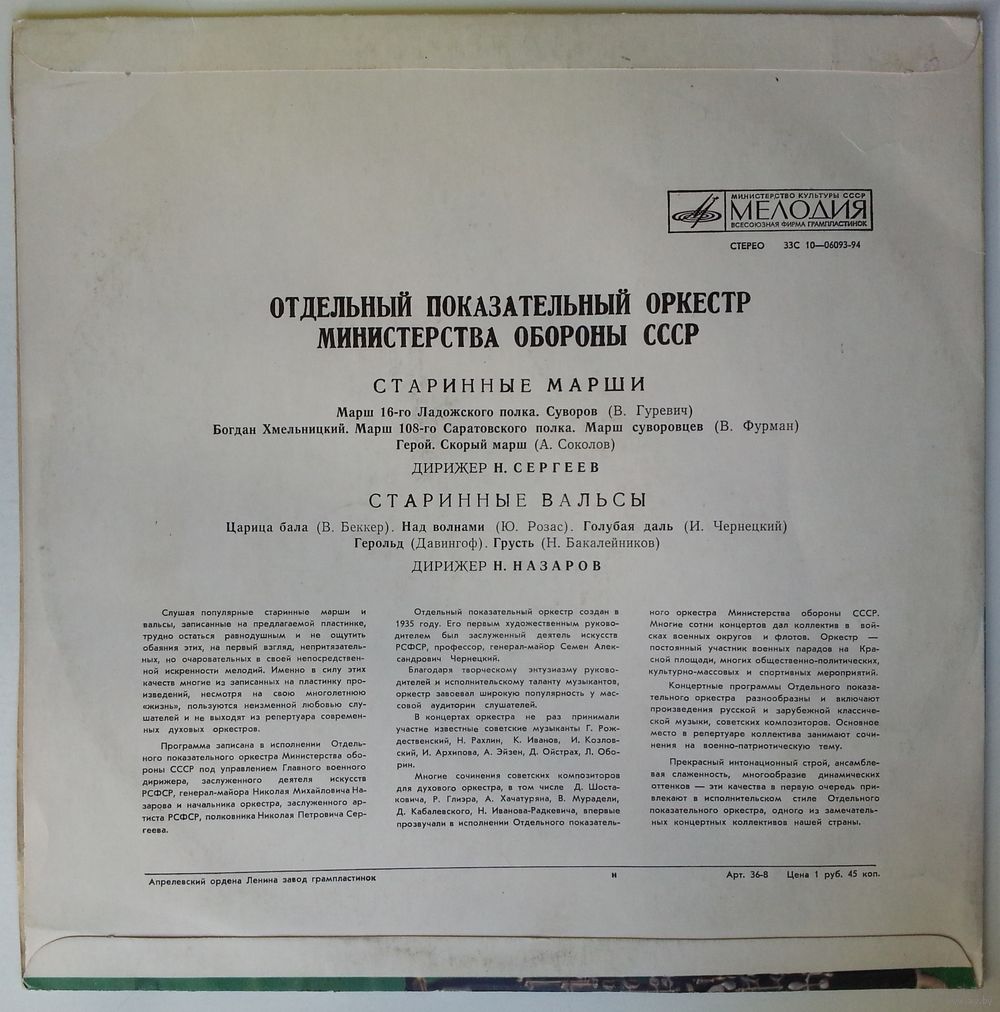 МИНИСТЕРСТВО КУЛЬТУРЫ СССР
МЕЛОДИЯ
ВСЕСОЮЗНАЯ ФИРМА ГРАМПЛАСТИНОК
СТЕРЕО 33С 10—06093-94
ОТДЕЛЬНЫЙ ПОКАЗАТЕЛЬНЫЙ ОРКЕСТР
МИНИСТЕРСТВА ОБОРОНЫ СССР
СТАРИННЫЕ МАРШИ
Марш 16-го Ладожского полка. Суворов (В. Гуревич)
Богдан Хмельницкий. Марш 108-го Саратовского полка. Марш суворовцев (В. Фурман)
Герой. Скорый марш (А. Соколов)
ДИРИЖЕР Н. СЕРГЕЕВ
СТАРИННЫЕ ВАЛЬСЫ
Царица бала (В. Беккер). Над волнами (Ю. Розас). Голубая даль (И. Чернецкий)
Герольд (Давингоф). Грусть (Н. Бакалейников)
ДИРИЖЕР Н. НАЗАРОВ
Слушая популярные старинные марши и
вальсы, записанные на предлагаемой пластинке,
трудно остаться равнодушным и не ощутить
обаяния этих, на первый взгляд, непритязатель-
ных, но очаровательных в своей непосредствен-
ной искренности мелодий. Именно в силу этих
качеств многие из записанных на пластинку про-
изведений, несмотря на свою многолетнюю
«жизнь», пользуются неизменной любовью слу-
шателей и не выходят из репертуара современ-
ных духовых оркестров.
Программа записана в исполнении Отдель-
ного показательного оркестра Министерства обо-
роны СССР под управлением Главного военного
дирижера, заслуженного деятеля искусств
РСФСР, генерал-майора Николая Михайловича На-
зарова и начальника оркестра, заслуженного ар-
тиста РСФСР, полковника Николая Петровича Сер-
геева.
Отдельный показательный оркестр создан в
1935 году. Его первым художественным руково-
дителем был заслуженный деятель искусств
РСФСР, профессор, генерал-майор Семен Алек-
сандрович Чернецкий.
Благодаря творческому энтузиазму руково-
дителей и исполнительскому таланту музыкантов,
оркестр завоевал широкую популярность у мас-
совой аудитории слушателей.
В концертах оркестра не раз принимали
участие известные советские музыканты Г. Рож-
дественский, Н. Рахлин, К. Иванов, И. Козлов-
ский, И. Архипова, А. Эйзен, Д. Ойстрах, Л. Обо-
рин.
Многие сочинения советских композиторов
для духового оркестра, в том числе Д. Шоста-
ковича, Р. Глиэра, А. Хачатуряна, В. Мурадели,
Д. Кабалевского, Н. Иванова-Радкевича, впервые
прозвучали в исполнении Отдельного показатель-
ного оркестра Министерства обороны СССР.
Многие сотни концертов дал коллектив в вой-
сках военных округов и флотов. Оркестр —
постоянный участник военных парадов на Кра-
сной площади, многих общественно-политических,
культурно-массовых и спортивных мероприятий.
Концертные программы Отдельного показа-
тельного оркестра разнообразны и включают
произведения русской и зарубежной классиче-
ской музыки, советских композиторов. Основное
место в репертуаре коллектива занимают сочи-
нения на военно-патриотическую тему.
Прекрасный интонационный строй, ансамбле-
вая слаженность, многообразие динамических
оттенков — эти качества в первую очередь при-
влекают в исполнительском стиле Отдельного
показательного оркестра, одного из замечатель-
ных концертных коллективов нашей страны.
Апрелевский ордена Ленина завод грампластинок н Арт. 36-8 Цена 1 руб. 45 коп.